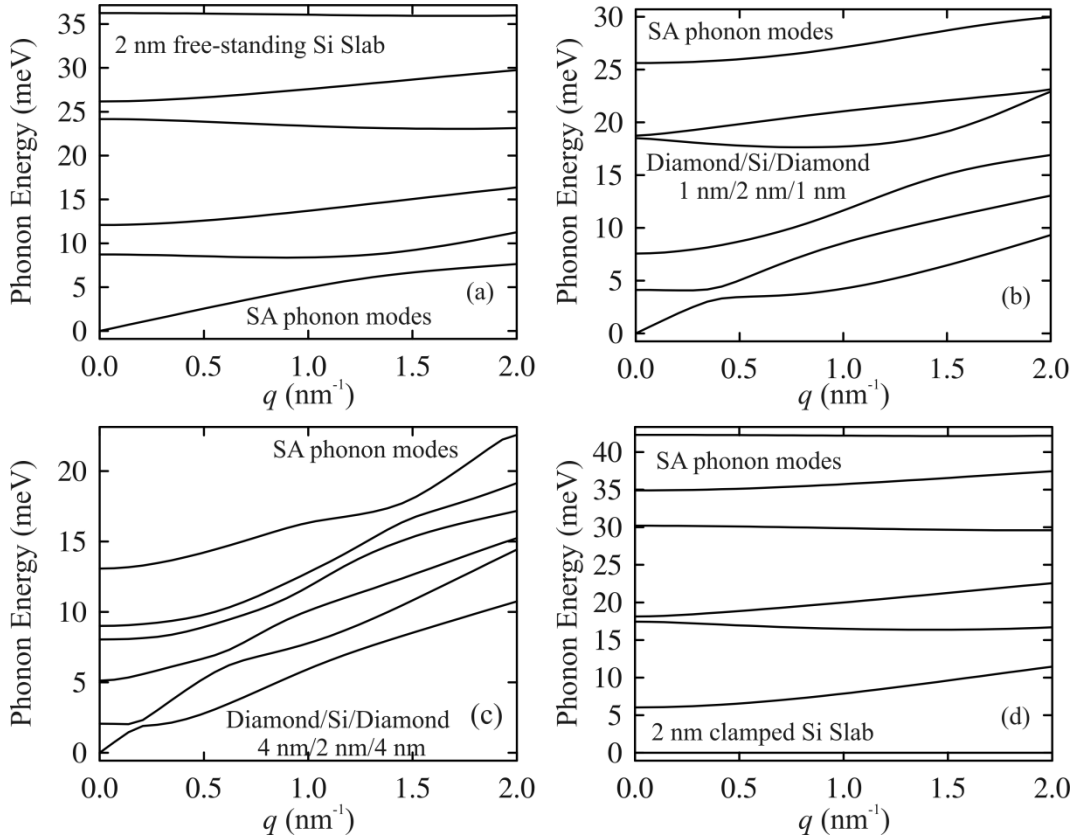 35
30
25
20
15
10
5
0
Phonon Energy (meV)
2 nm free-standing Si Slab
(a)
SA phonon modes
0.0 0.5 1.0 1.5 2.0
q (nm⁻¹)
30
25
20
15
10
5
0
Phonon Energy (meV)
SA phonon modes
Diamond/Si/Diamond
1 nm/2 nm/1 nm
(b)
0.0 0.5 1.0 1.5 2.0
q (nm⁻¹)
20
15
10
5
0
Phonon Energy (meV)
SA phonon modes
Diamond/Si/Diamond
4 nm/2 nm/4 nm
(c)
0.0 0.5 1.0 1.5 2.0
q (nm⁻¹)
40
35
30
25
20
15
10
5
0
Phonon Energy (meV)
SA phonon modes
(d)
2 nm clamped Si Slab
0.0 0.5 1.0 1.5 2.0
q (nm⁻¹)